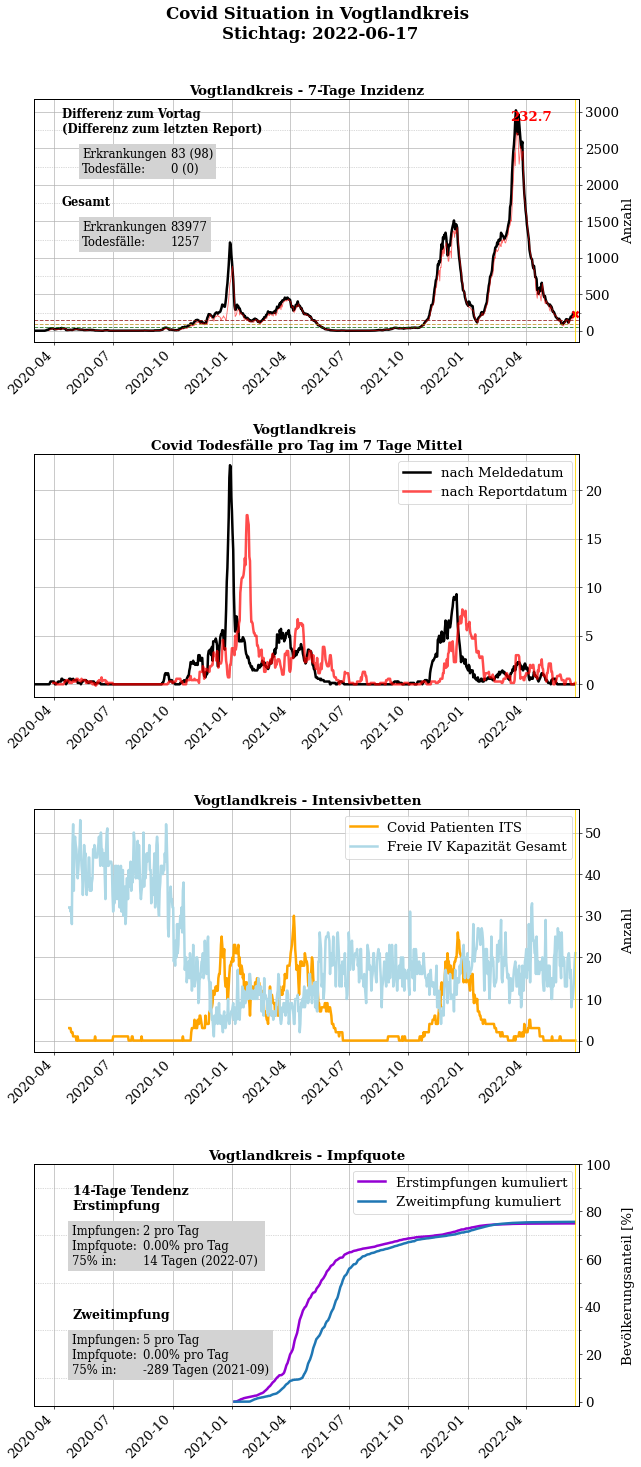 Covid Situation in Vogtlandkreis
Stichtag: 2022-06-17
Vogtlandkreis - 7-Tage Inzidenz
Differenz zum Vortag
(Differenz zum letzten Report)
Erkrankungen 83 (98)
Todesfälle: 0 (0)
Gesamt
Erkrankungen 83977
Todesfälle: 1257
232.7
3000
2500
2000
1500
1000
500
0
Anzahl
2020-04
2020-07
2020-10
2021-01
2021-04
2021-07
2021-10
2022-01
2022-04
Vogtlandkreis
Covid Todesfälle pro Tag im 7 Tage Mittel
nach Meldedatum
nach Reportdatum
20
15
10
5
0
2020-04
2020-07
2020-10
2021-01
2021-04
2021-07
2021-10
2022-01
2022-04
Vogtlandkreis - Intensivbetten
Covid Patienten ITS
Freie IV Kapazität Gesamt
50
40
30
20
10
0
Anzahl
2020-04
2020-07
2020-10
2021-01
2021-04
2021-07
2021-10
2022-01
2022-04
Vogtlandkreis - Impfquote
14-Tage Tendenz
Erstimpfung
Impfungen: 2 pro Tag
Impfquote: 0.00% pro Tag
75% in: 14 Tagen (2022-07)
Zweitimpfung
Impfungen: 5 pro Tag
Impfquote: 0.00% pro Tag
75% in: -289 Tagen (2021-09)
Erstimpfungen kumuliert
Zweitimpfung kumuliert
100
80
60
40
20
0
Bevölkerungsanteil [%]
2020-04
2020-07
2020-10
2021-01
2021-04
2021-07
2021-10
2022-01
2022-04